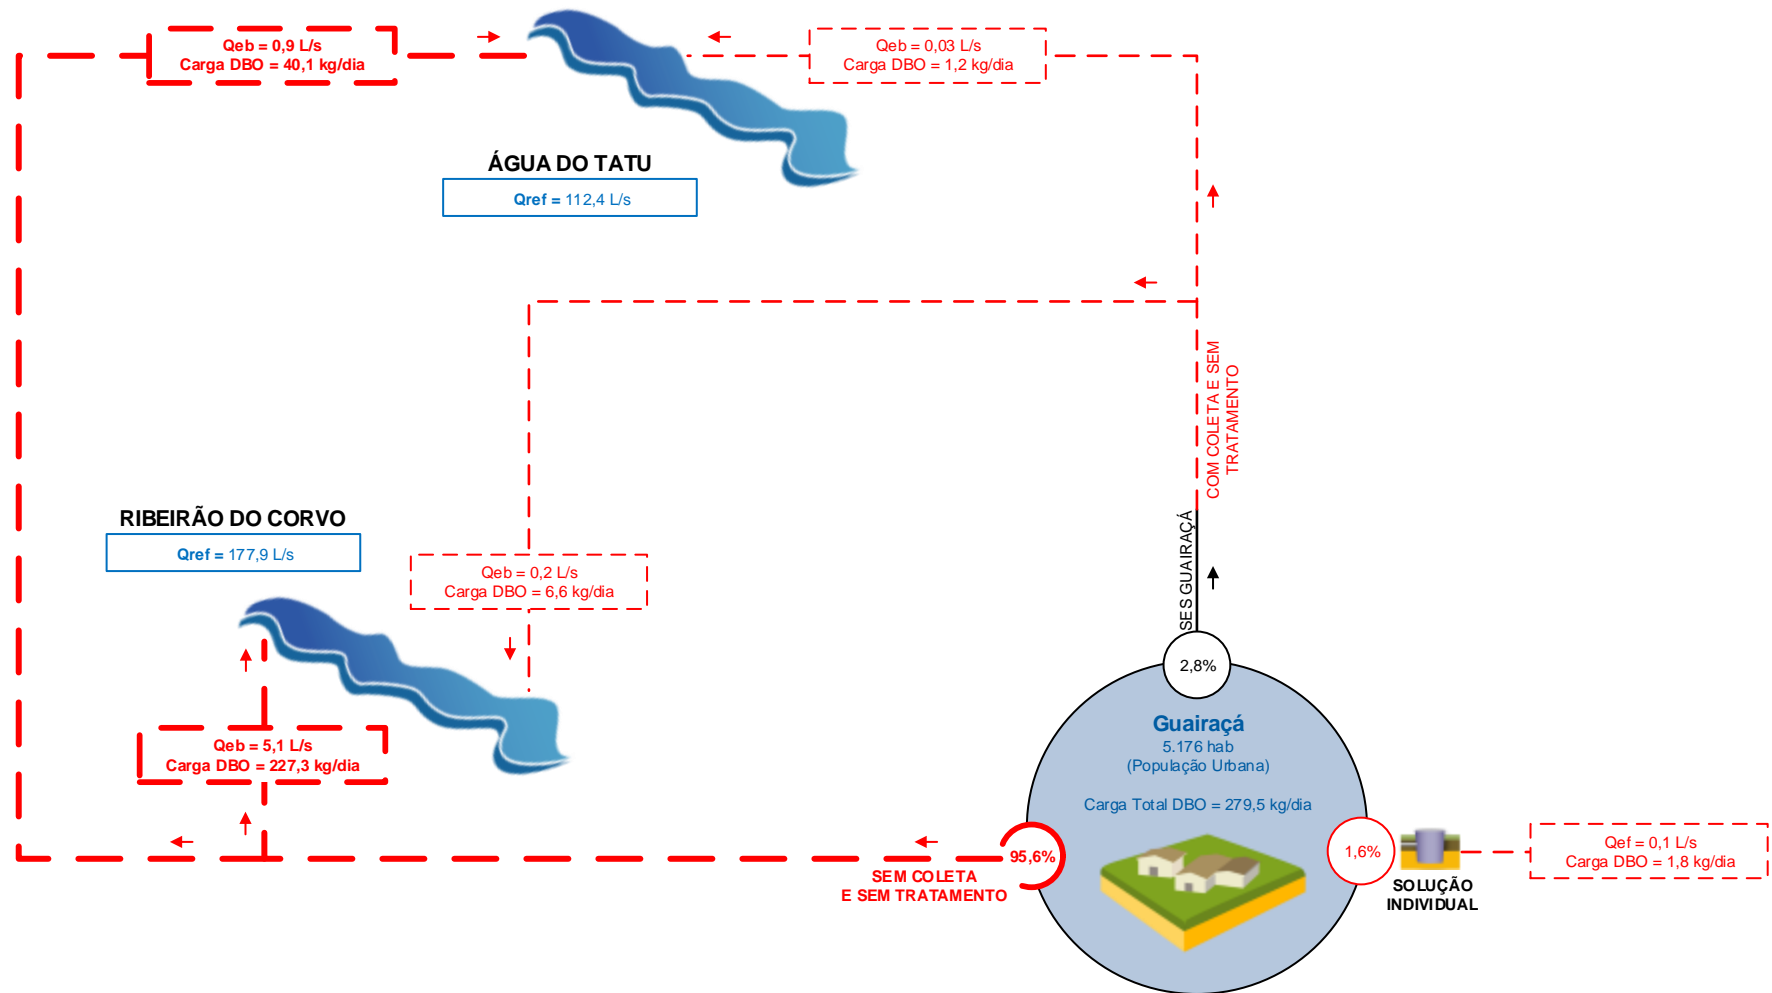 Qeb = 0,9 L/s
Carga DBO = 40,1 kg/dia
Qeb = 0,03 L/s
Carga DBO = 1,2 kg/dia
ÁGUA DO TATU
Qref = 112,4 L/s
COM COLETA E SEM
TRATAMENTO
RIBEIRÃO DO CORVO
Qref = 177,9 L/s
Qeb = 0,2 L/s
Carga DBO = 6,6 kg/dia
SES GUAIRAÇÁ
2,8%
Guairaçá
5.176 hab
(População Urbana)
Carga Total DBO = 279,5 kg/dia
Qeb = 5,1 L/s
Carga DBO = 227,3 kg/dia
95,6%
SEM COLETA
E SEM TRATAMENTO
1,6%
SOLUÇÃO
INDIVIDUAL
Qef = 0,1 L/s
Carga DBO = 1,8 kg/dia